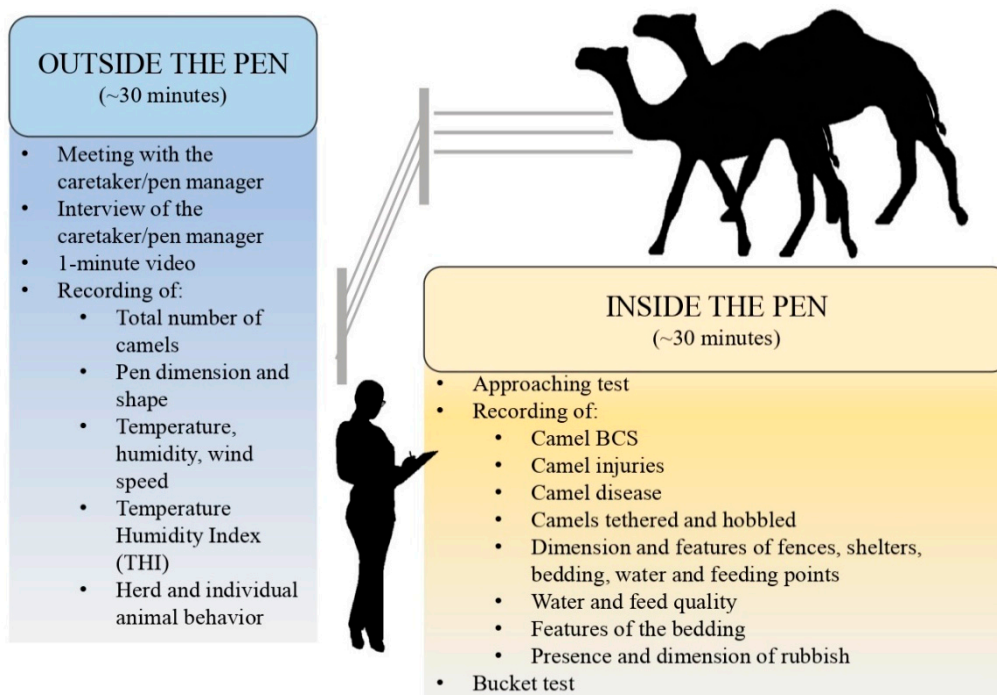 OUTSIDE THE PEN
(~30 minutes)
• Meeting with the
caretaker/pen manager
• Interview of the
caretaker/pen manager
• 1-minute video
• Recording of:
• Total number of
camels
• Pen dimension and
shape
• Temperature,
humidity, wind
speed
• Temperature
Humidity Index
(THI)
• Herd and individual
animal behavior
INSIDE THE PEN
(~30 minutes)
• Approaching test
• Recording of:
• Camel BCS
• Camel injuries
• Camel disease
• Camels tethered and hobbled
• Dimension and features of fences, shelters,
bedding, water and feeding points
• Water and feed quality
• Features of the bedding
• Presence and dimension of rubbish
• Bucket test